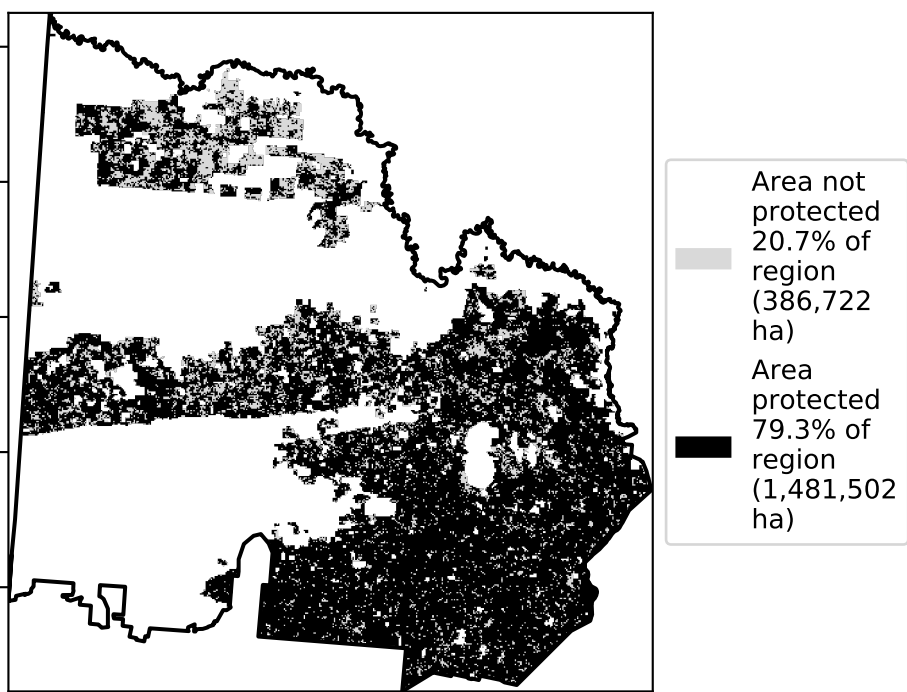 Area not
protected
20.7% of
region
(386,722
ha)
Area
protected
79.3% of
region
(1,481,502
ha)